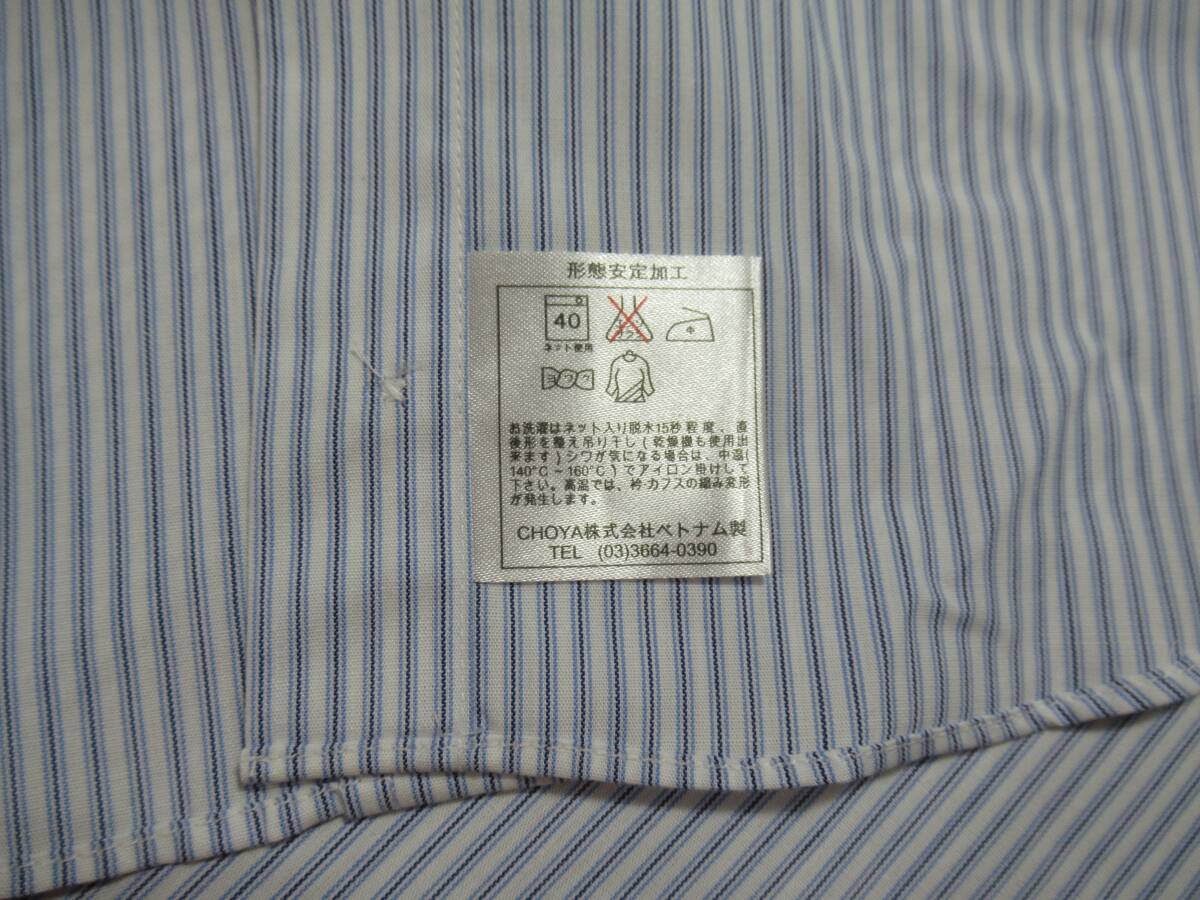 形態安定加工
40
ネット使用
中
お洗濯はネット入り脱水15秒程度、直
後形を整え吊り干し(乾燥機も使用出
来ます)シワが気になる場合は、中温(
140°C~160°C)でアイロン掛けして
下さい。高温では、衿·カフスの縮み変形
が発生します。
CHOYA株式会社ベトナム製
TEL (03)3664-0390